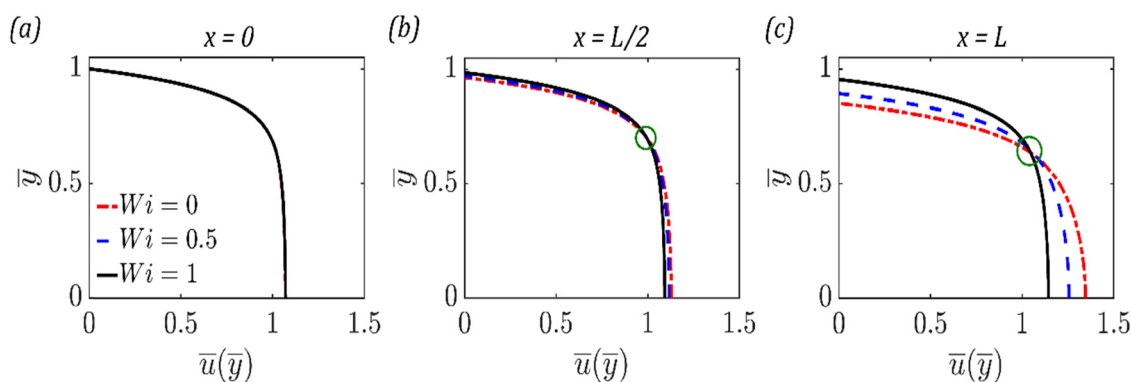 (a)
x = 0
1
0.5
0
ȳ
Wi = 0
Wi = 0.5
Wi = 1
0 0.5 1 1.5
ū(ȳ)
(b)
x = L/2
1
0.5
0
ȳ
0 0.5 1 1.5
ū(ȳ)
(c)
x = L
1
0.5
0
ȳ
0 0.5 1 1.5
ū(ȳ)